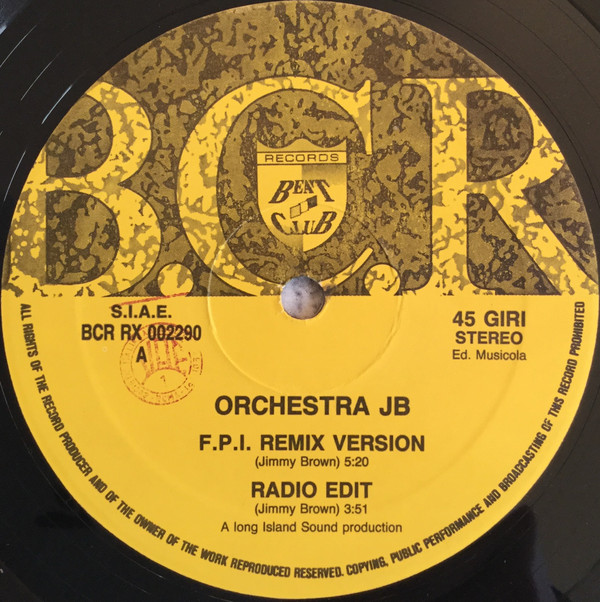 B.C.R
RECORDS
BEAT
CLUB
S.I.A.E.
BCR RX 002290
A
45 GIRI
STEREO
Ed. Musicola
ORCHESTRA JB
F.P.I. REMIX VERSION
(Jimmy Brown) 5:20
RADIO EDIT
(Jimmy Brown) 3:51
A long Island Sound production
ALL RIGHTS OF THE RECORD PRODUCER AND OF THE OWNER OF THE WORK REPRODUCED RESERVED. COPVING, PUBLIC PERFORMANCE AND BROADCASTING OF THIS RECORD PROHIBITED